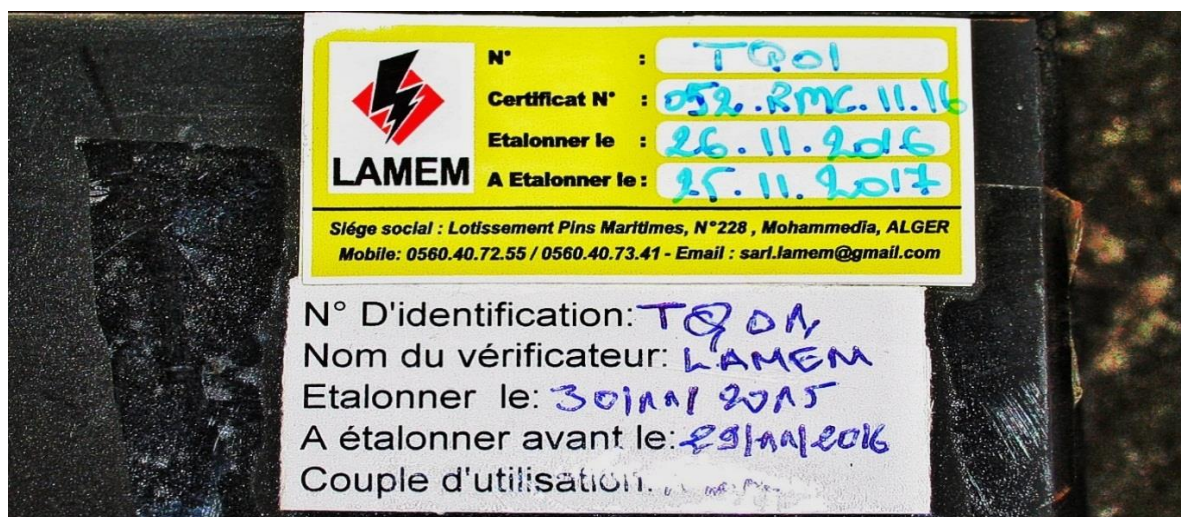 N° : TQ01
Certificat N° : 052.RMC.11.16
Etalonner le : 26.11.2016
A Etalonner le : 25.11.2017
LAMEM
Siége social : Lotissement Pins Maritimes, N°228 , Mohammedia, ALGER
Mobile: 0560.40.72.55 / 0560.40.73.41 - Email : sarl.lamem@gmail.com
N° D'identification: TQ01
Nom du vérificateur: LAMEM
Etalonner le: 30/11/2015
A étalonner avant le: 29/11/2016
Couple d'utilisation: